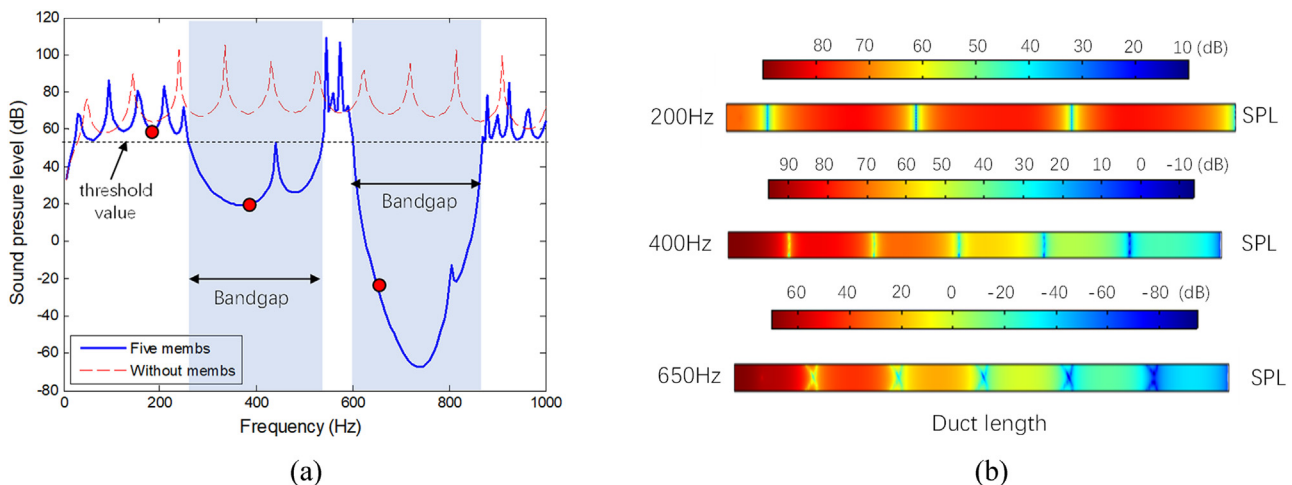 120
100
80
60
40
20
0
-20
-40
-60
-80
Sound presure level (dB)
threshold
value
Bandgap
Bandgap
Five membs
Without membs
0 200 400 600 800 1000
Frequency (Hz)
(a)
80 70 60 50 40 30 20 10 (dB)
200Hz SPL
90 80 70 60 50 40 30 20 10 -10 (dB)
400Hz SPL
60 40 20 0 -20 -40 -60 -80 (dB)
650Hz SPL
Duct length
(b)